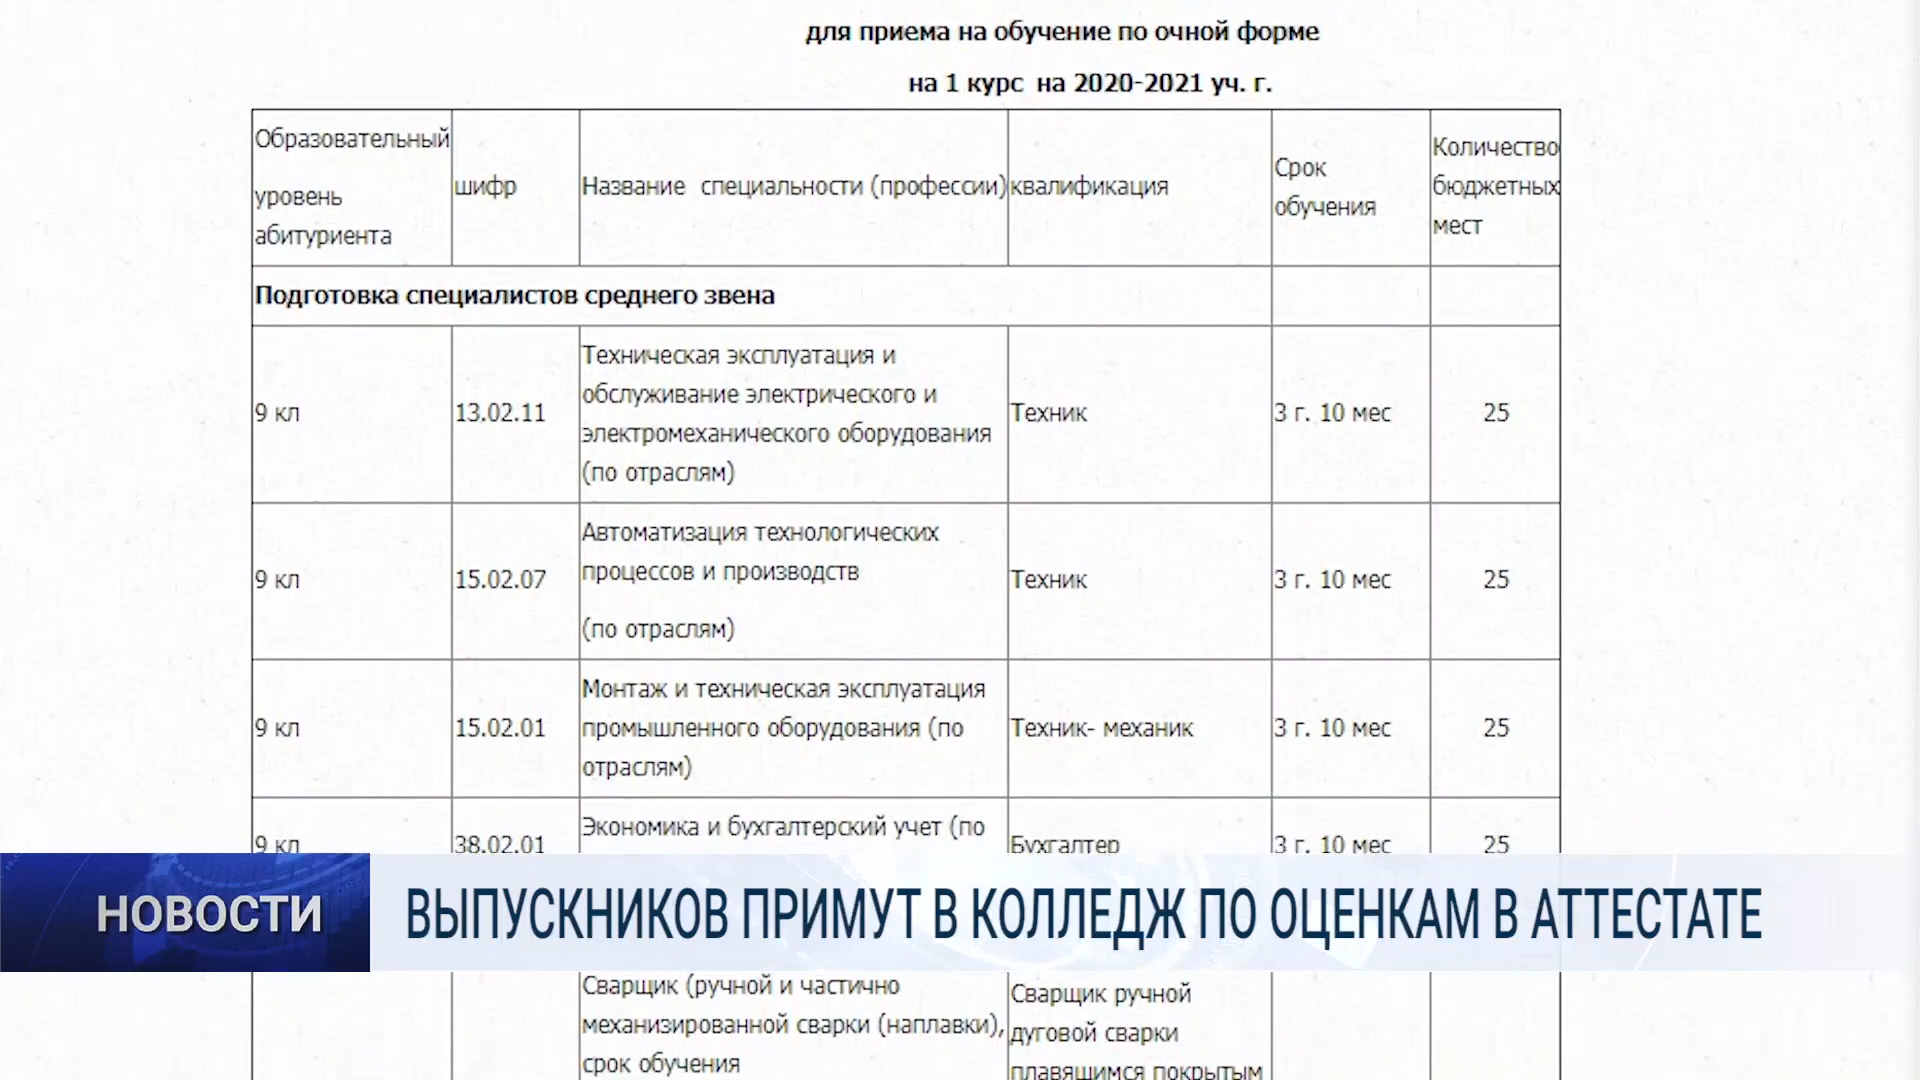 для приема на обучение по очной форме
на 1 курс на 2020-2021 уч. г.
Образовательный
уровень
абитуриента
шифр
Название специальности (профессии)
квалификация
Срок
обучения
Количество
бюджетных
мест
Подготовка специалистов среднего звена
9 кл
13.02.11
Техническая эксплуатация и
обслуживание электрического и
электромеханического оборудования
(по отраслям)
Техник
3 г. 10 мес
25
9 кл
15.02.07
Автоматизация технологических
процессов и производств
(по отраслям)
Техник
3 г. 10 мес
25
9 кл
15.02.01
Монтаж и техническая эксплуатация
промышленного оборудования (по
отраслям)
Техник- механик
3 г. 10 мес
25
9 кл
38.02.01
Экономика и бухгалтерский учет (по
Бухгалтер
3 г. 10 мес
25
НОВОСТИ
ВЫПУСКНИКОВ ПРИМУТ В КОЛЛЕДЖ ПО ОЦЕНКАМ В АТТЕСТАТЕ
Сварщик (ручной и частично
механизированной сварки (наплавки),
срок обучения
Сварщик ручной
дуговой сварки
плавящимся покрытым